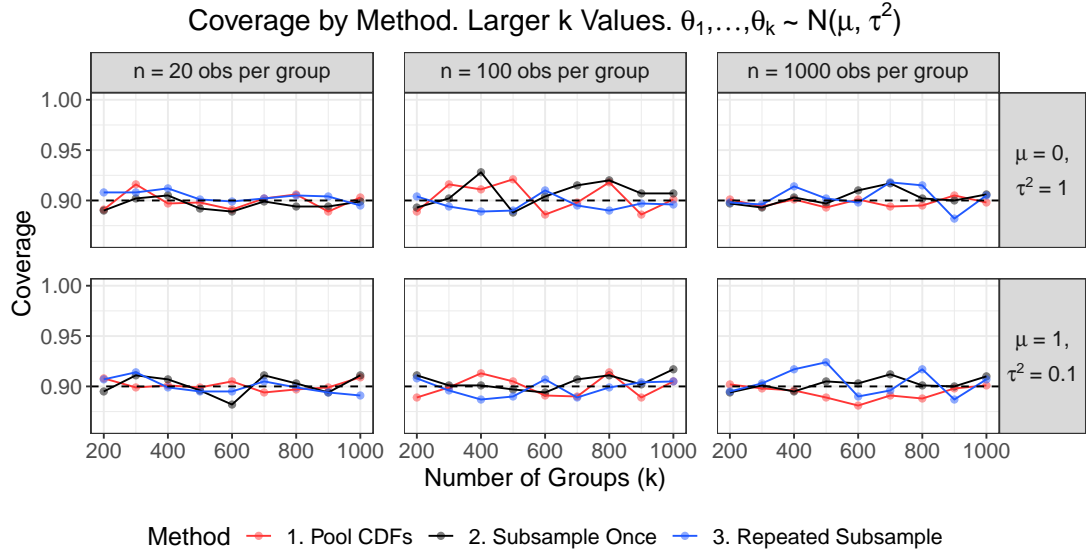 Coverage by Method. Larger k Values. θ₁,…,θₖ ~ N(μ, τ²)
n = 20 obs per group
n = 100 obs per group
n = 1000 obs per group
1.00
0.95
0.90
μ = 0,
τ² = 1
Coverage
1.00
0.95
0.90
μ = 1,
τ² = 0.1
200 400 600 800 1000
200 400 600 800 1000
200 400 600 800 1000
Number of Groups (k)
Method 1. Pool CDFs 2. Subsample Once 3. Repeated Subsample